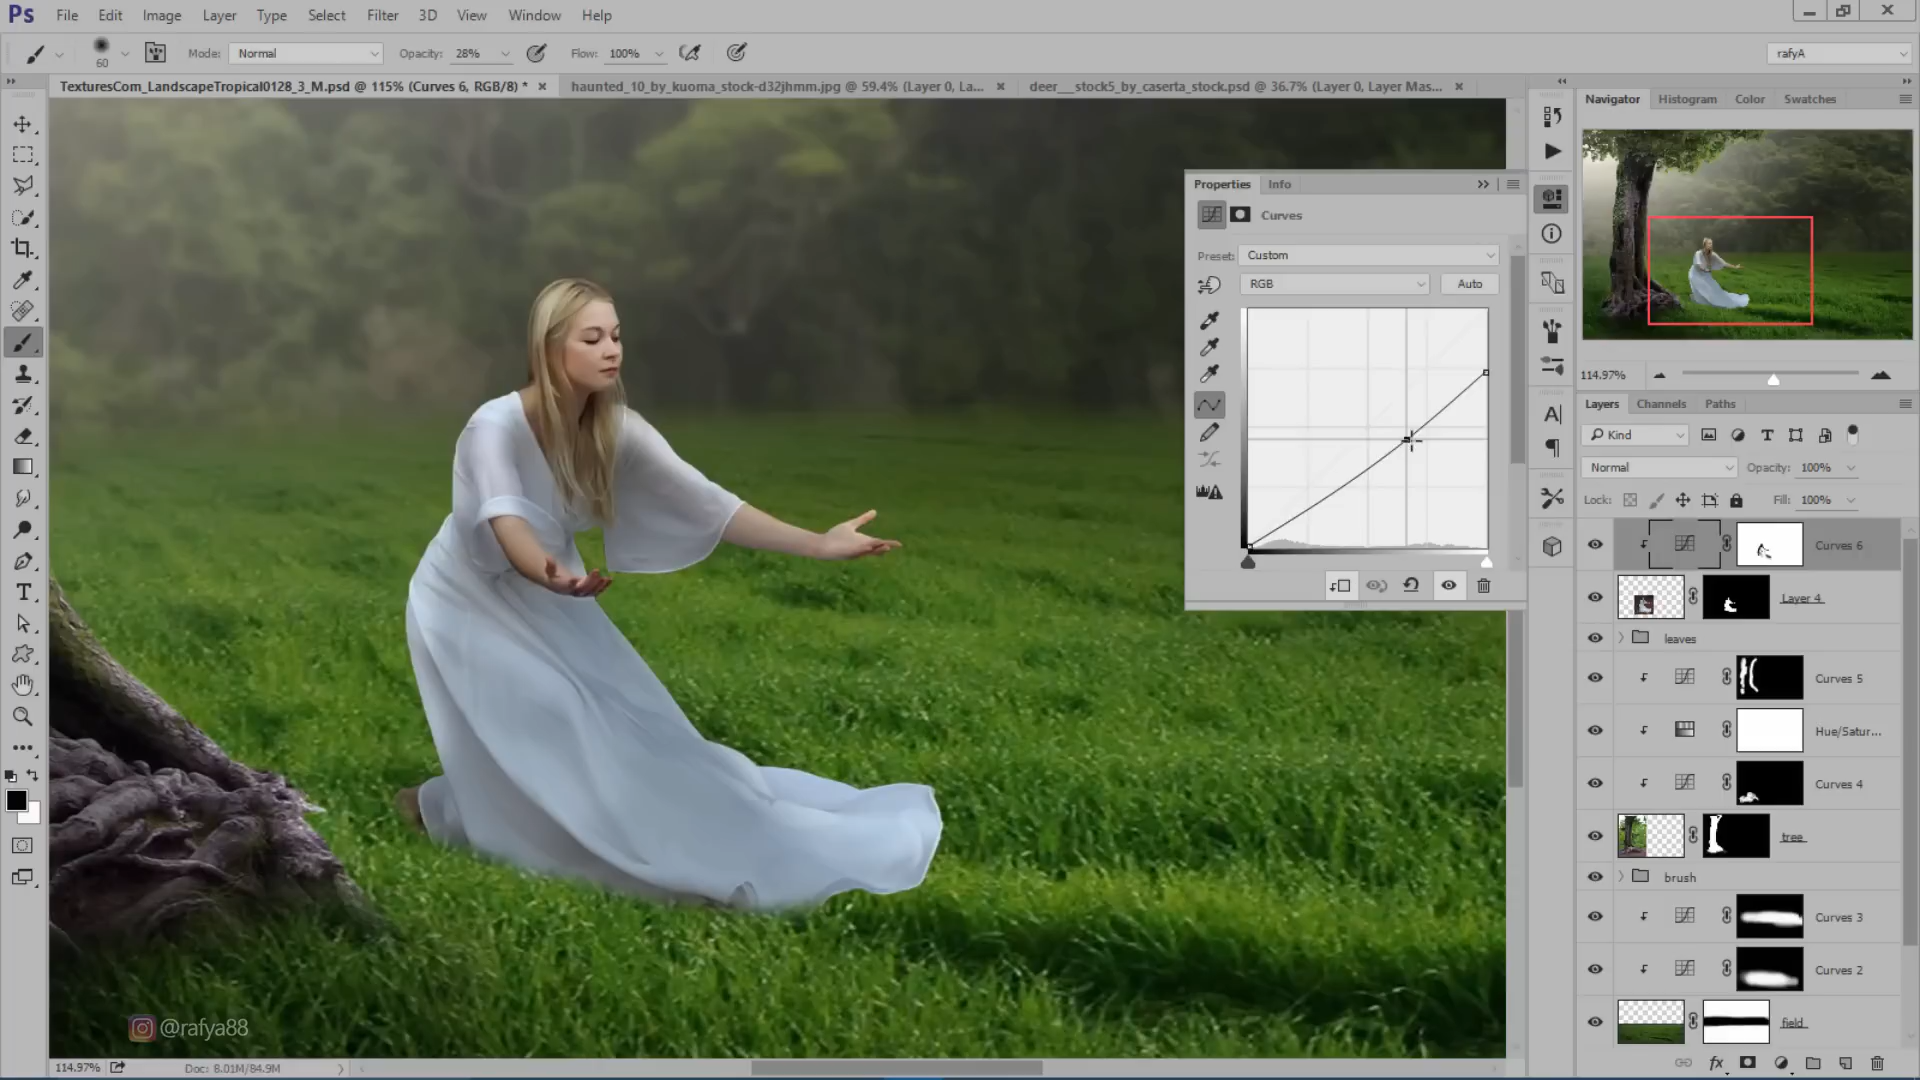 Ps File Edit Image Layer Type Select Filter 3D View Window Help
60 Mode: Normal Opacity: 28% Flow: 100% rafyA
TexturesCom_LandscapeTropical0128_3_M.psd @ 115% (Curves 6, RGB/8) * haunted_10_by_kuoma_stock-d32jhmm.jpg @ 59.4% (Layer 0, La... deer__stock5_by_caserta_stock.psd @ 36.7% (Layer 0, Layer Mas...
Navigator Histogram Color Swatches
Properties Info
Curves
Preset: Custom
RGB Auto
114.97%
Layers Channels Paths
Kind
Normal Opacity: 100%
Lock: Fill: 100%
Curves 6
Layer 4
leaves
Curves 5
Hue/Satur...
Curves 4
tree
brush
Curves 3
Curves 2
field
@rafya88
114.97% Doc: 8.01M/84.9M
fx